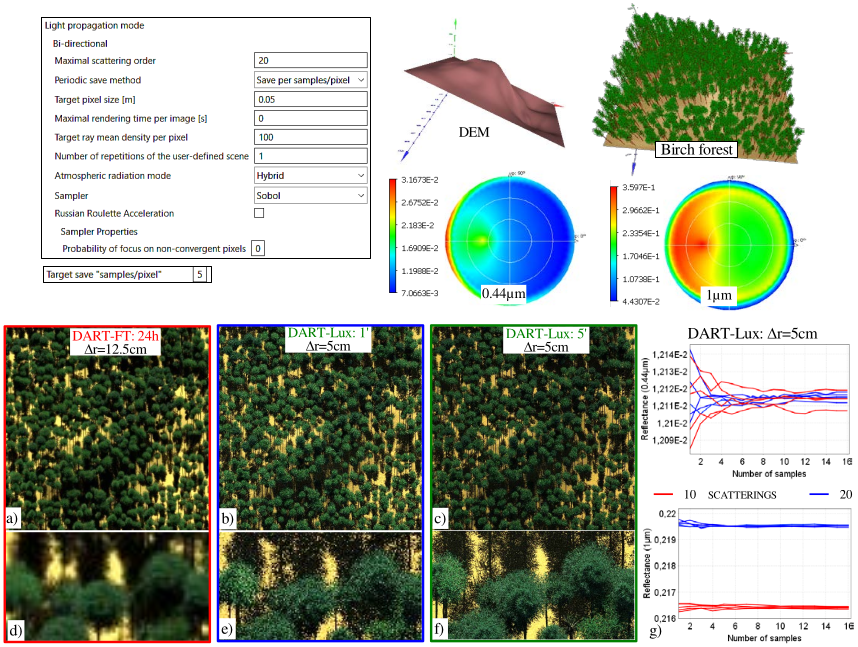 Light propagation mode
Bi-directional
Maximal scattering order 20
Periodic save method Save per samples/pixel
Target pixel size [m] 0.05
Maximal rendering time per image [s] 0
Target ray mean density per pixel 100
Number of repetitions of the user-defined scene 1
Atmospheric radiation mode Hybrid
Sampler Sobol
Russian Roulette Acceleration
Sampler Properties
Probability of focus on non-convergent pixels 0
Target save "samples/pixel" 5
DEM
Birch forest
3.1673E-2
2.6752E-2
2.183E-2
1.6909E-2
1.1988E-2
7.0663E-3
0.44µm
3.597E-1
2.9662E-1
2.3354E-1
1.7046E-1
1.0738E-1
4.4307E-2
1µm
DART-FT: 24h
Δr=12.5cm
a)
d)
DART-Lux: 1'
Δr=5cm
b)
e)
DART-Lux: 5'
Δr=5cm
c)
f)
DART-Lux: Δr=5cm
Reflectance (0.44µm)
1,214E-2
1,213E-2
1,212E-2
1,211E-2
1,21E-2
1,209E-2
2 4 6 8 10 12 14 16
Number of samples
10 SCATTERINGS 20
Reflectance (1µm)
0,22
0,219
0,218
0,217
0,216
2 4 6 8 10 12 14 16
Number of samples
g)